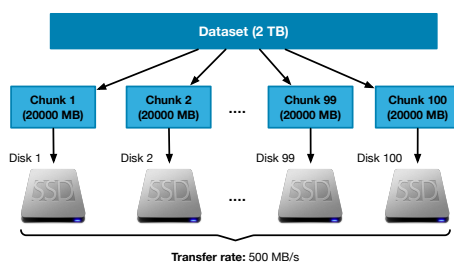 Dataset (2 TB)
Chunk 1
(20000 MB)
Chunk 2
(20000 MB)
....
Chunk 99
(20000 MB)
Chunk 100
(20000 MB)
Disk 1
Disk 2
Disk 99
Disk 100
SSD
SSD
....
SSD
SSD
Transfer rate: 500 MB/s